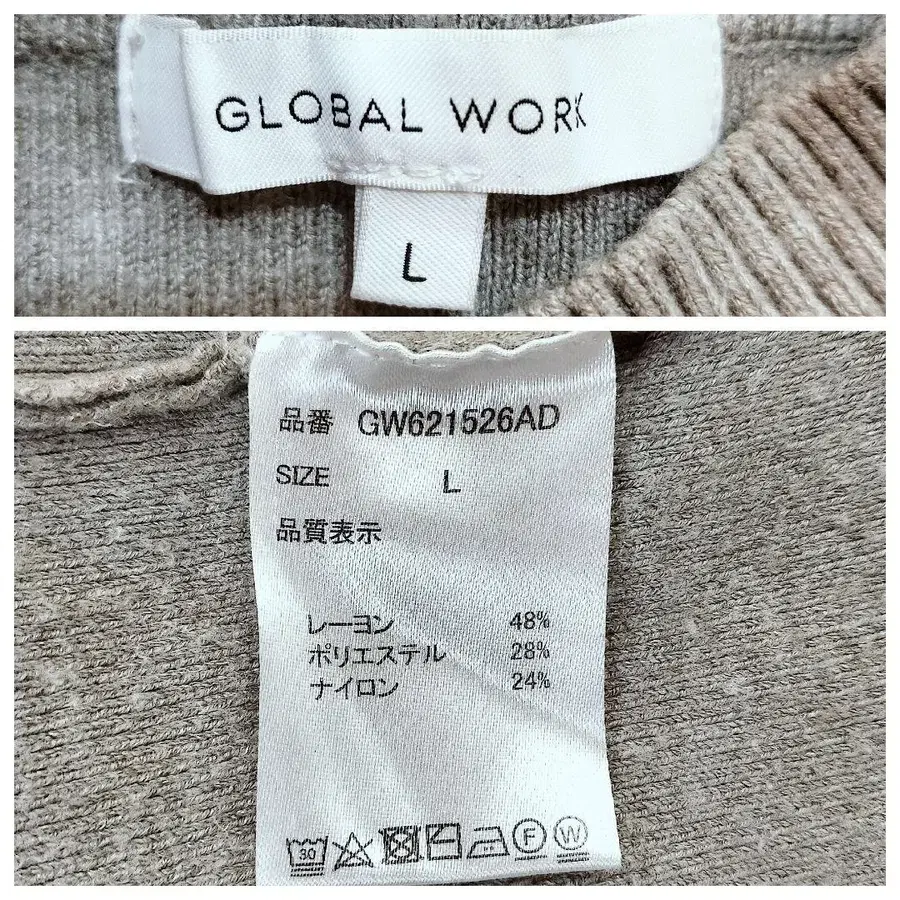 GLOBAL WORK
L
品番 GW621526AD
SIZE L
品質表示
レーヨン 48%
ポリエステル 28%
ナイロン 24%
30 F W